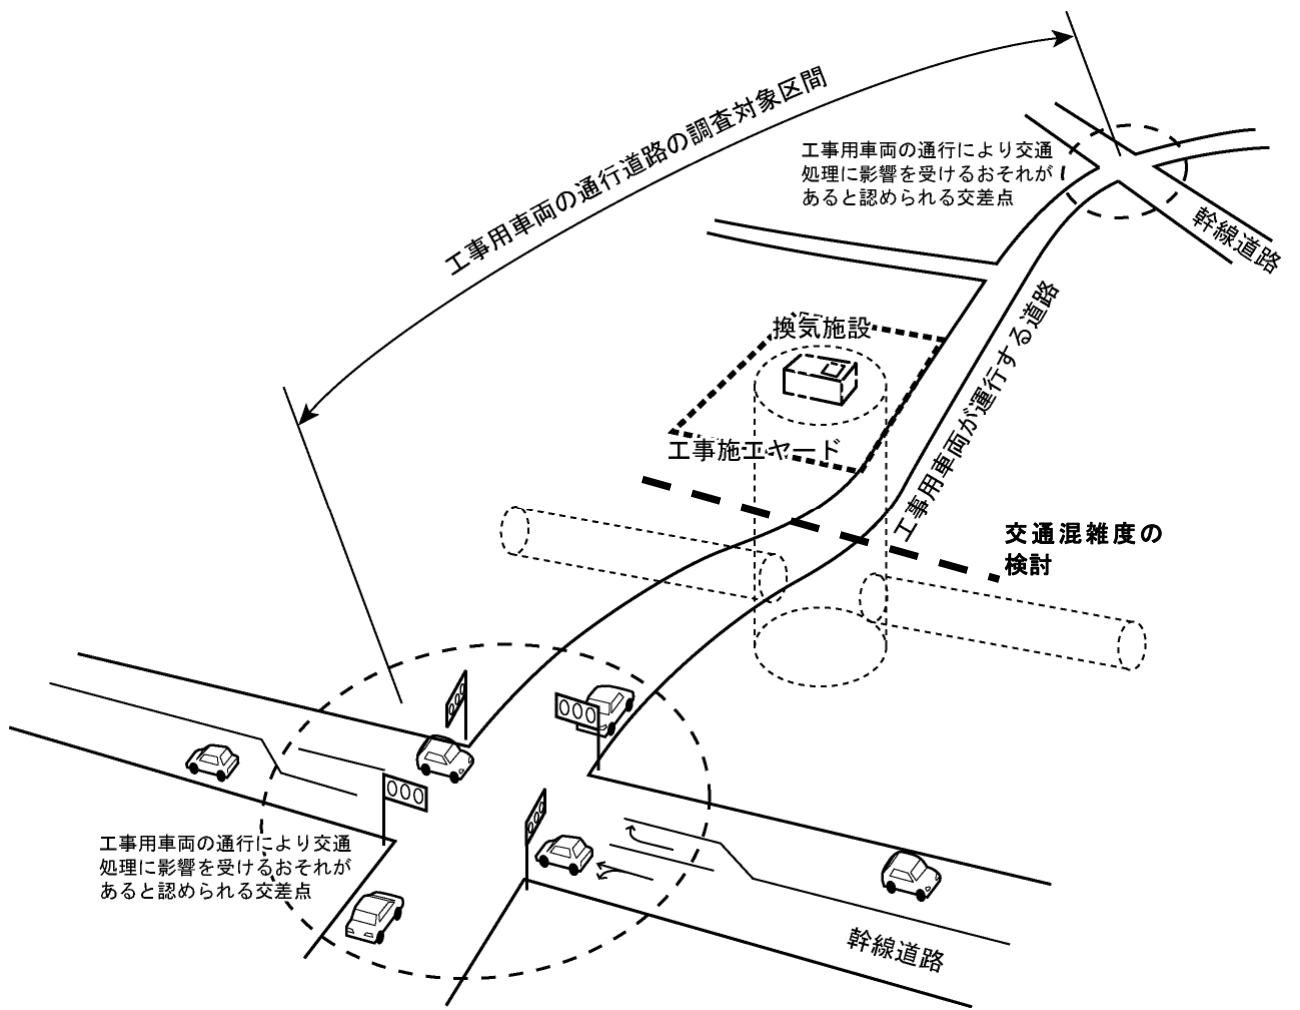 工事用車両の通行道路の調査対象区間
工事用車両の通行により交通
処理に影響を受けるおそれが
あると認められる交差点
幹線道路
換気施設
工事用車両が運行する道路
工事施工ヤード
交通混雑度の
検討
工事用車両の通行により交通
処理に影響を受けるおそれが
あると認められる交差点
幹線道路